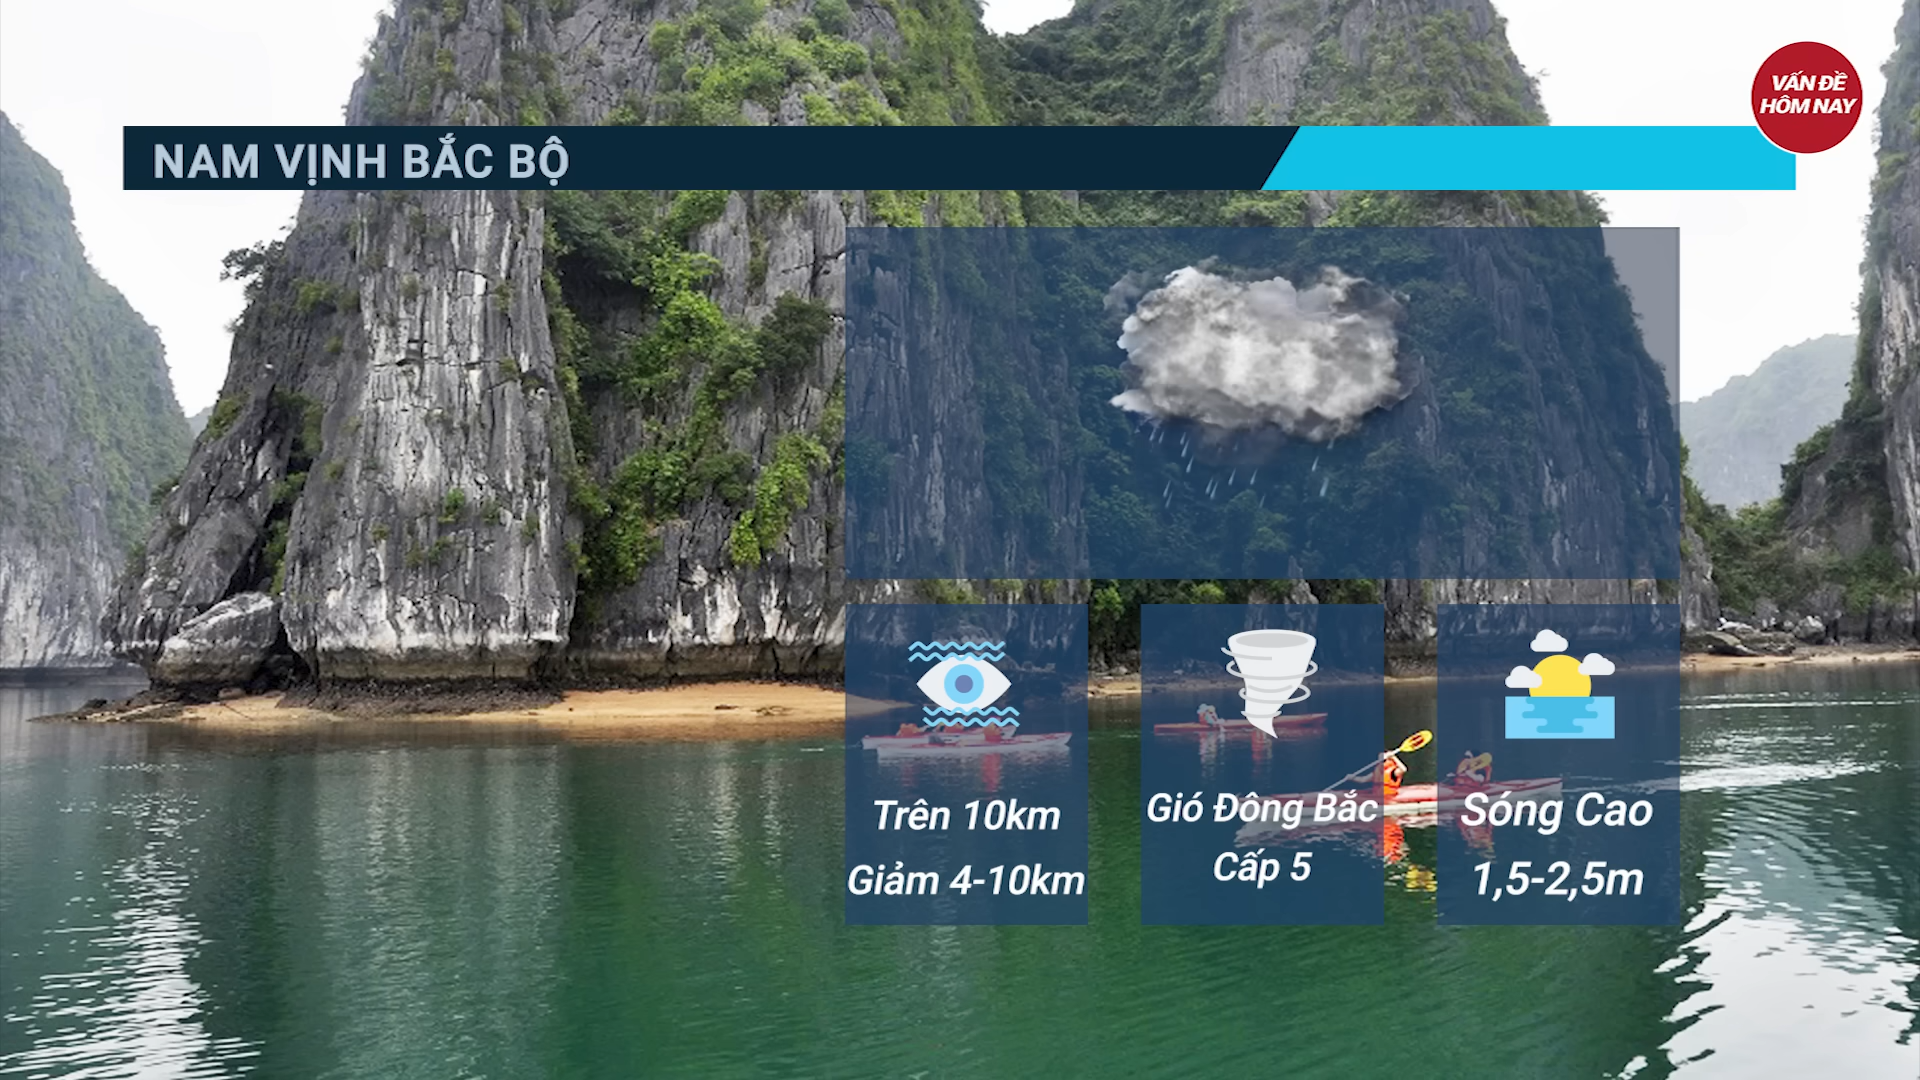 VẤN ĐỀ
HÔM NAY
NAM VỊNH BẮC BỘ
Trên 10km
Giảm 4-10km
Gió Đông Bắc
Cấp 5
Sóng Cao
1,5-2,5m